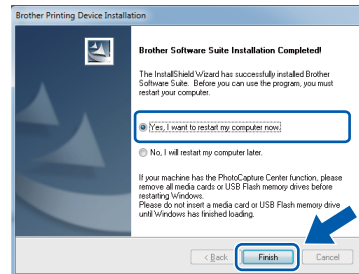 Brother Printing Device Installation
Brother Software Suite Installation Completed!
The InstallShield Wizard has successfully installed Brother
Software Suite. Before you can use the program, you must
restart your computer.
Yes, I want to restart my computer now.
No, I will restart my computer later.
If your machine has the PhotoCapture Center function, please
remove all media cards or USB Flash memory drives before
restarting Windows.
Please do not insert a media card or USB Flash memory drive
until Windows has finished loading.
< Back
Finish
Cancel